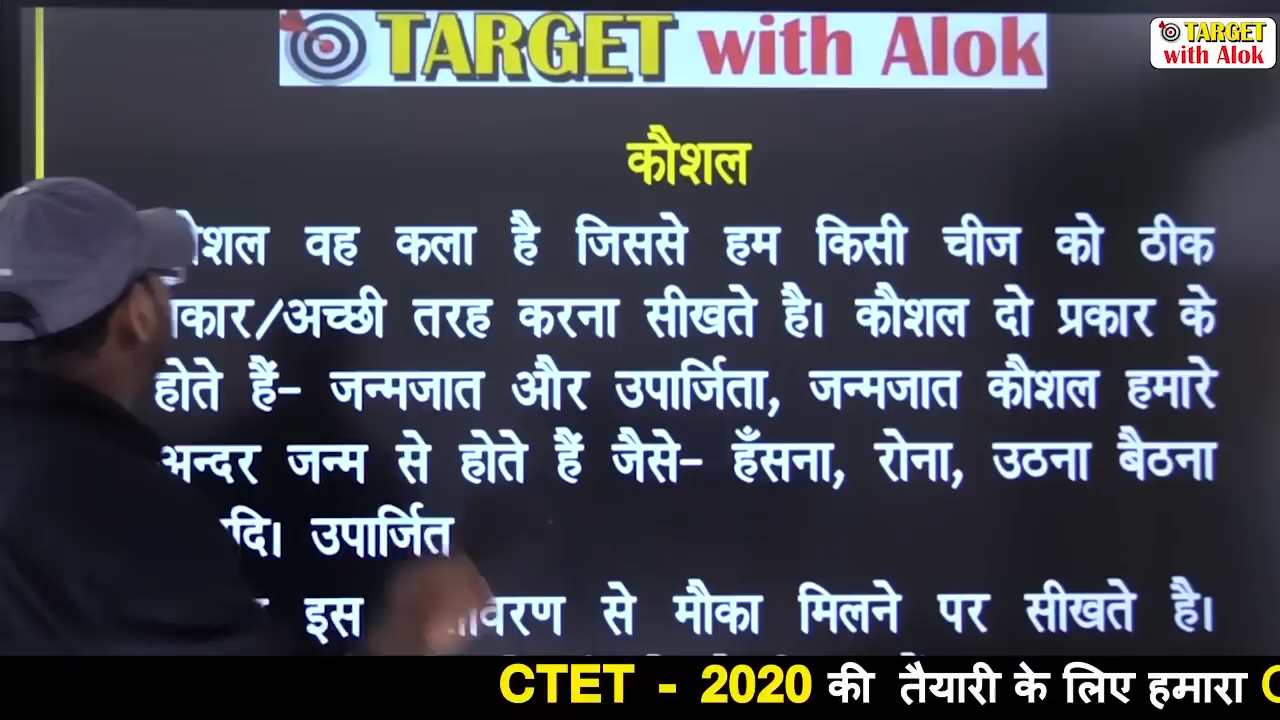 TARGET with Alok
TARGET
with Alok
कौशल
वह कला है जिससे हम किसी चीज को ठीक
अच्छी तरह करना सीखते है। कौशल दो प्रकार के
होते हैं- जन्मजात और उपार्जिता, जन्मजात कौशल हमारे
अन्दर जन्म से होते हैं जैसे- हँसना, रोना, उठना बैठना
उपार्जित
इस से मौका मिलने पर सीखते है।
CTET - 2020 की तैयारी के लिए हमारा